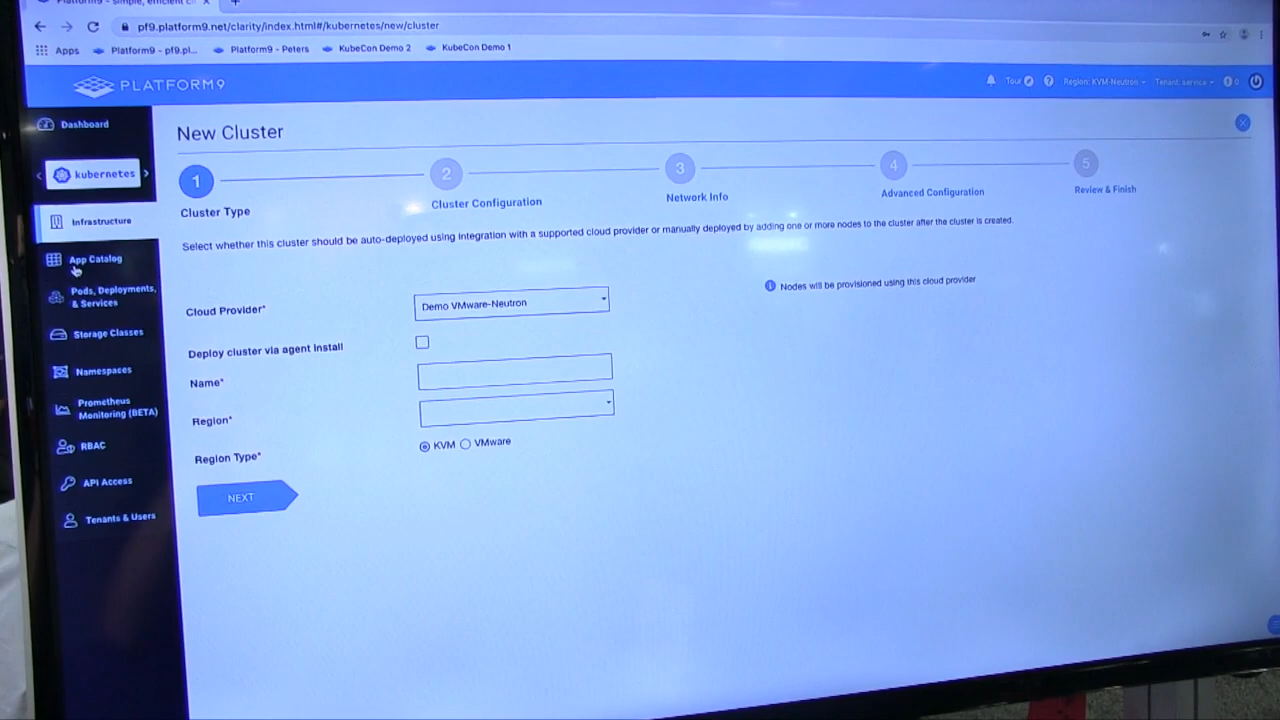 Platform9 - simple, efficient cl
pf9.platform9.net/clarity/index.html#/kubernetes/new/cluster
Apps Platform9 - pf9.pl... Platform9 - Peters KubeCon Demo 2 KubeCon Demo 1
PLATFORM9 Tour Region: KVM-Neutron Tenant: service 0
Dashboard
kubernetes
Infrastructure
App Catalog
Pods, Deployments,
& Services
Storage Classes
Namespaces
Prometheus
Monitoring (BETA)
RBAC
API Access
Tenants & Users
New Cluster
1 2 3 4 5
Cluster Type Cluster Configuration Network Info Advanced Configuration Review & Finish
Select whether this cluster should be auto-deployed using integration with a supported cloud provider or manually deployed by adding one or more nodes to the cluster after the cluster is created.
Cloud Provider* Demo VMware-Neutron Nodes will be provisioned using this cloud provider
Deploy cluster via agent install
Name*
Region*
Region Type* KVM VMware
NEXT